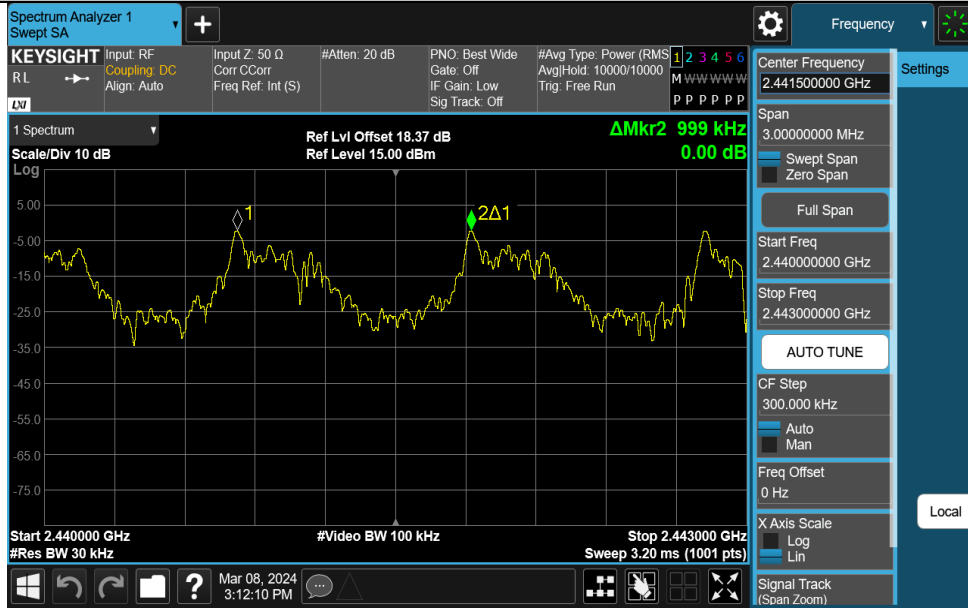 Spectrum Analyzer 1
Swept SA
+
Frequency
KEYSIGHT
RL
LXI
Input: RF
Coupling: DC
Align: Auto
Input Z: 50 Ω
Corr CCorr
Freq Ref: Int (S)
#Atten: 20 dB
PNO: Best Wide
Gate: Off
IF Gain: Low
Sig Track: Off
#Avg Type: Power (RMS
Avg|Hold: 10000/10000
Trig: Free Run
1 2 3 4 5 6
M W W W W W
P P P P P P
1 Spectrum
Scale/Div 10 dB
Log
Ref Lvl Offset 18.37 dB
Ref Level 15.00 dBm
ΔMkr2 999 kHz
0.00 dB
1
2Δ1
5.00
-5.00
-15.0
-25.0
-35.0
-45.0
-55.0
-65.0
-75.0
Start 2.440000 GHz
#Res BW 30 kHz
#Video BW 100 kHz
Stop 2.443000 GHz
Sweep 3.20 ms (1001 pts)
?
Mar 08, 2024
3:12:10 PM
Center Frequency
2.441500000 GHz
Span
3.00000000 MHz
Swept Span
Zero Span
Full Span
Start Freq
2.440000000 GHz
Stop Freq
2.443000000 GHz
AUTO TUNE
CF Step
300.000 kHz
Auto
Man
Freq Offset
0 Hz
X Axis Scale
Log
Lin
Signal Track
(Span Zoom)
Settings
Local